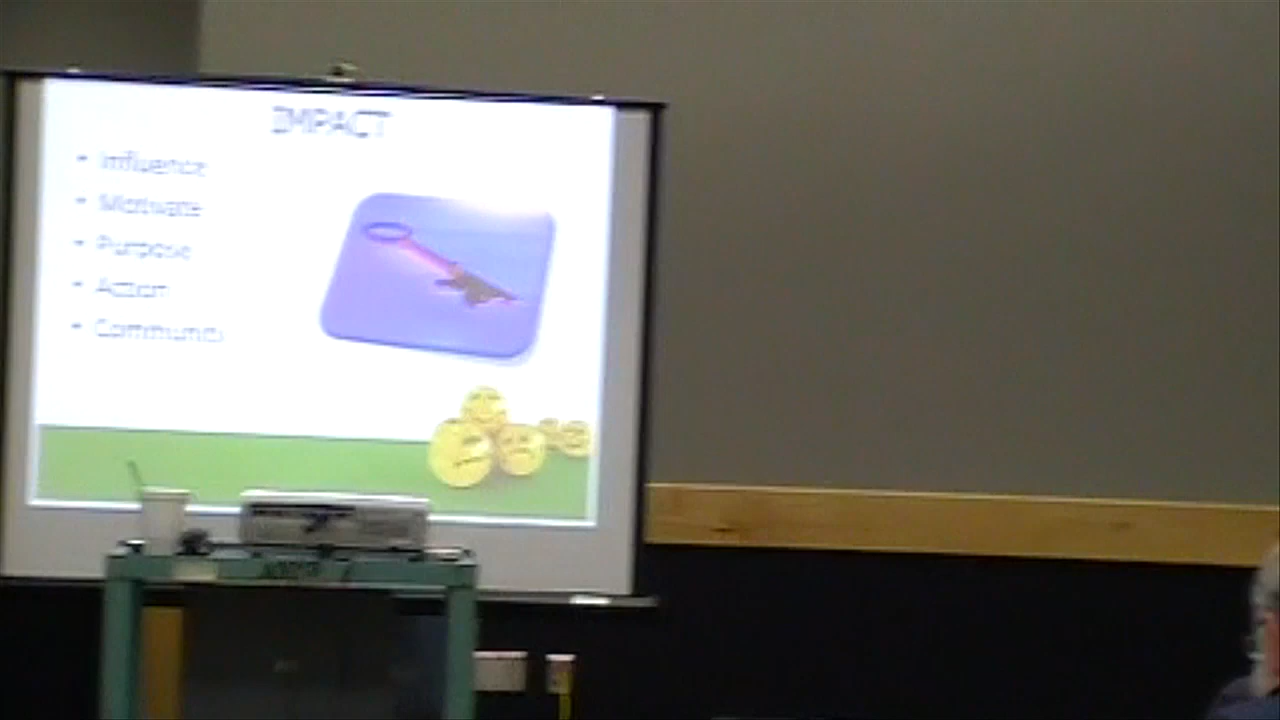 IMPACT
• Influence
• Motivate
• Purpose
• Action